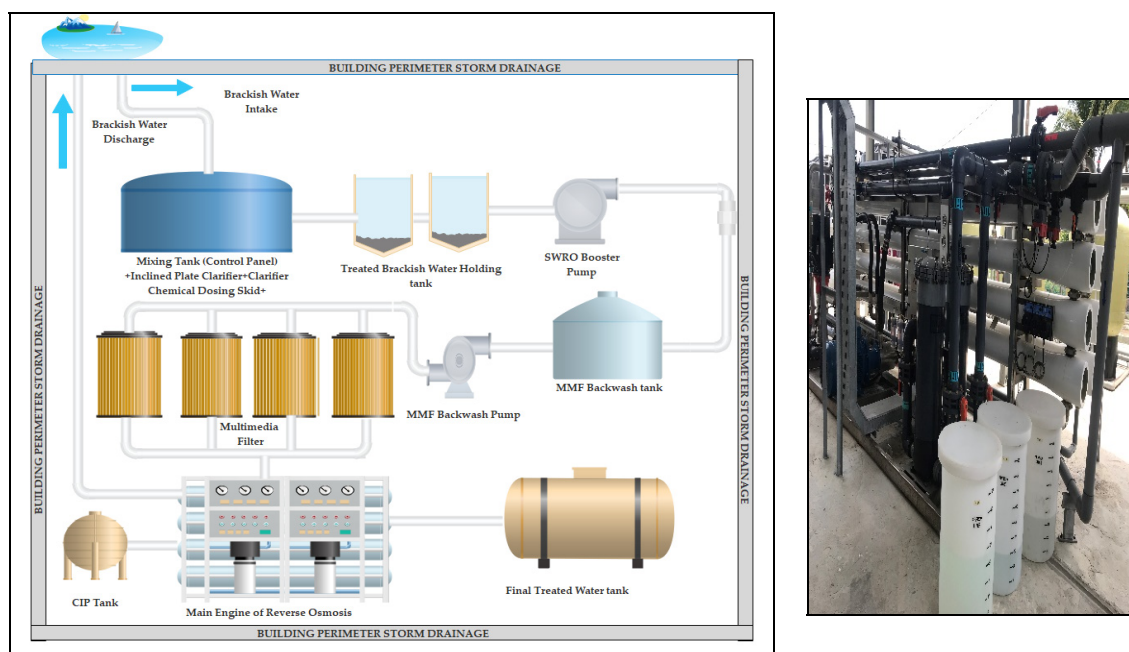 BUILDING PERIMETER STORM DRAINAGE
Brackish Water
Intake
Brackish Water
Discharge
Mixing Tank (Control Panel)
+Inclined Plate Clarifier+Clarifier
Chemical Dosing Skid+
Treated Brackish Water Holding
tank
SWRO Booster
Pump
BUILDING PERIMETER STORM DRAINAGE
BUILDING PERIMETER STORM DRAINAGE
MMF Backwash tank
MMF Backwash Pump
Multimedia
Filter
CIP Tank
Main Engine of Reverse Osmosis
Final Treated Water tank
BUILDING PERIMETER STORM DRAINAGE